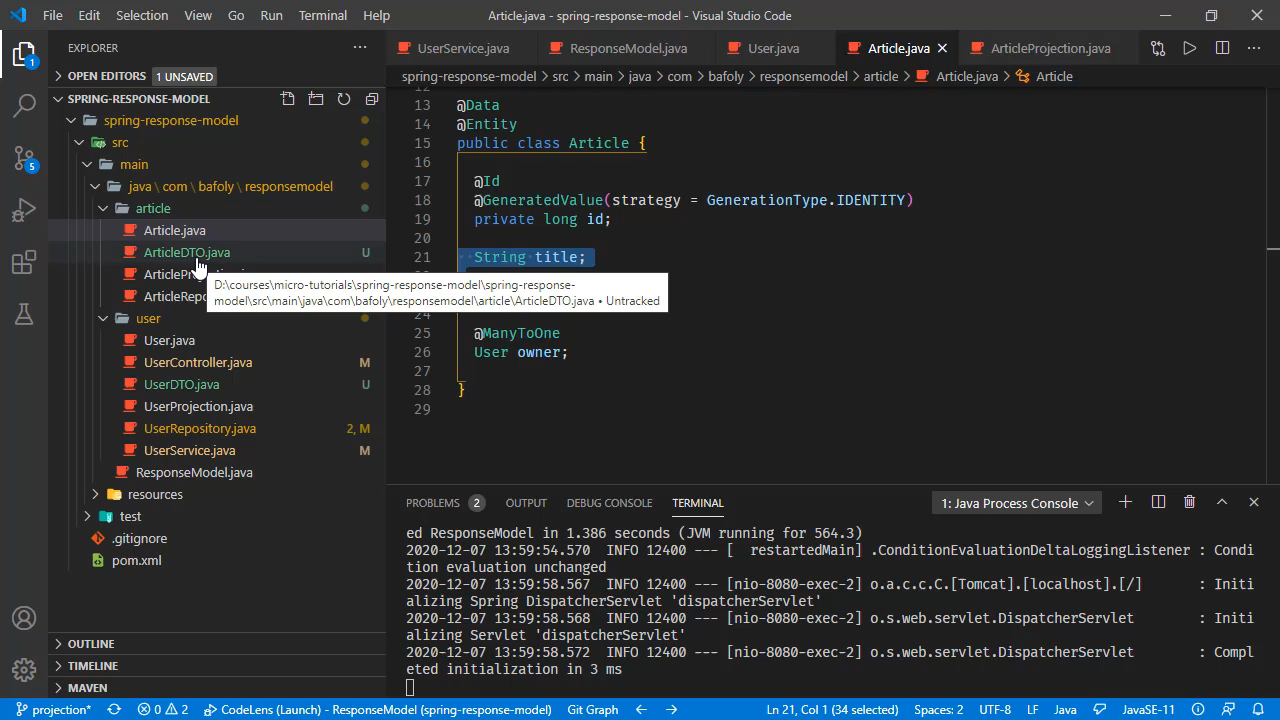 File Edit Selection View Go Run Terminal Help Article.java - spring-response-model - Visual Studio Code
EXPLORER
OPEN EDITORS 1 UNSAVED
SPRING-RESPONSE-MODEL
spring-response-model
src
main
java \ com \ bafoly \ responsemodel
article
Article.java
ArticleDTO.java U
ArticlePro
ArticleRepo
user
User.java
UserController.java M
UserDTO.java U
UserProjection.java
UserRepository.java 2, M
UserService.java M
ResponseModel.java
resources
test
.gitignore
pom.xml
OUTLINE
TIMELINE
MAVEN
1
5
D:\courses\micro-tutorials\spring-response-model\spring-response-
model\src\main\java\com\bafoly\responsemodel\article\ArticleDTO.java • Untracked
UserService.java ResponseModel.java User.java Article.java ArticleProjection.java
spring-response-model > src > main > java > com > bafoly > responsemodel > article > Article.java > Article
12
13 @Data
14 @Entity
15 public class Article {
16
17 @Id
18 @GeneratedValue(strategy = GenerationType.IDENTITY)
19 private long id;
20
21 String title;
24
25 @ManyToOne
26 User owner;
27
28 }
29
PROBLEMS 2 OUTPUT DEBUG CONSOLE TERMINAL 1: Java Process Console
ed ResponseModel in 1.386 seconds (JVM running for 564.3)
2020-12-07 13:59:54.570 INFO 12400 --- [ restartedMain] .ConditionEvaluationDeltaLoggingListener : Condi
tion evaluation unchanged
2020-12-07 13:59:58.567 INFO 12400 --- [nio-8080-exec-2] o.a.c.c.C.[Tomcat].[localhost].[/] : Initi
alizing Spring DispatcherServlet 'dispatcherServlet'
2020-12-07 13:59:58.568 INFO 12400 --- [nio-8080-exec-2] o.s.web.servlet.DispatcherServlet : Initi
alizing Servlet 'dispatcherServlet'
2020-12-07 13:59:58.572 INFO 12400 --- [nio-8080-exec-2] o.s.web.servlet.DispatcherServlet : Compl
eted initialization in 3 ms
projection* 0 2 CodeLens (Launch) - ResponseModel (spring-response-model) Git Graph Ln 21, Col 1 (34 selected) Spaces: 2 UTF-8 LF Java JavaSE-11